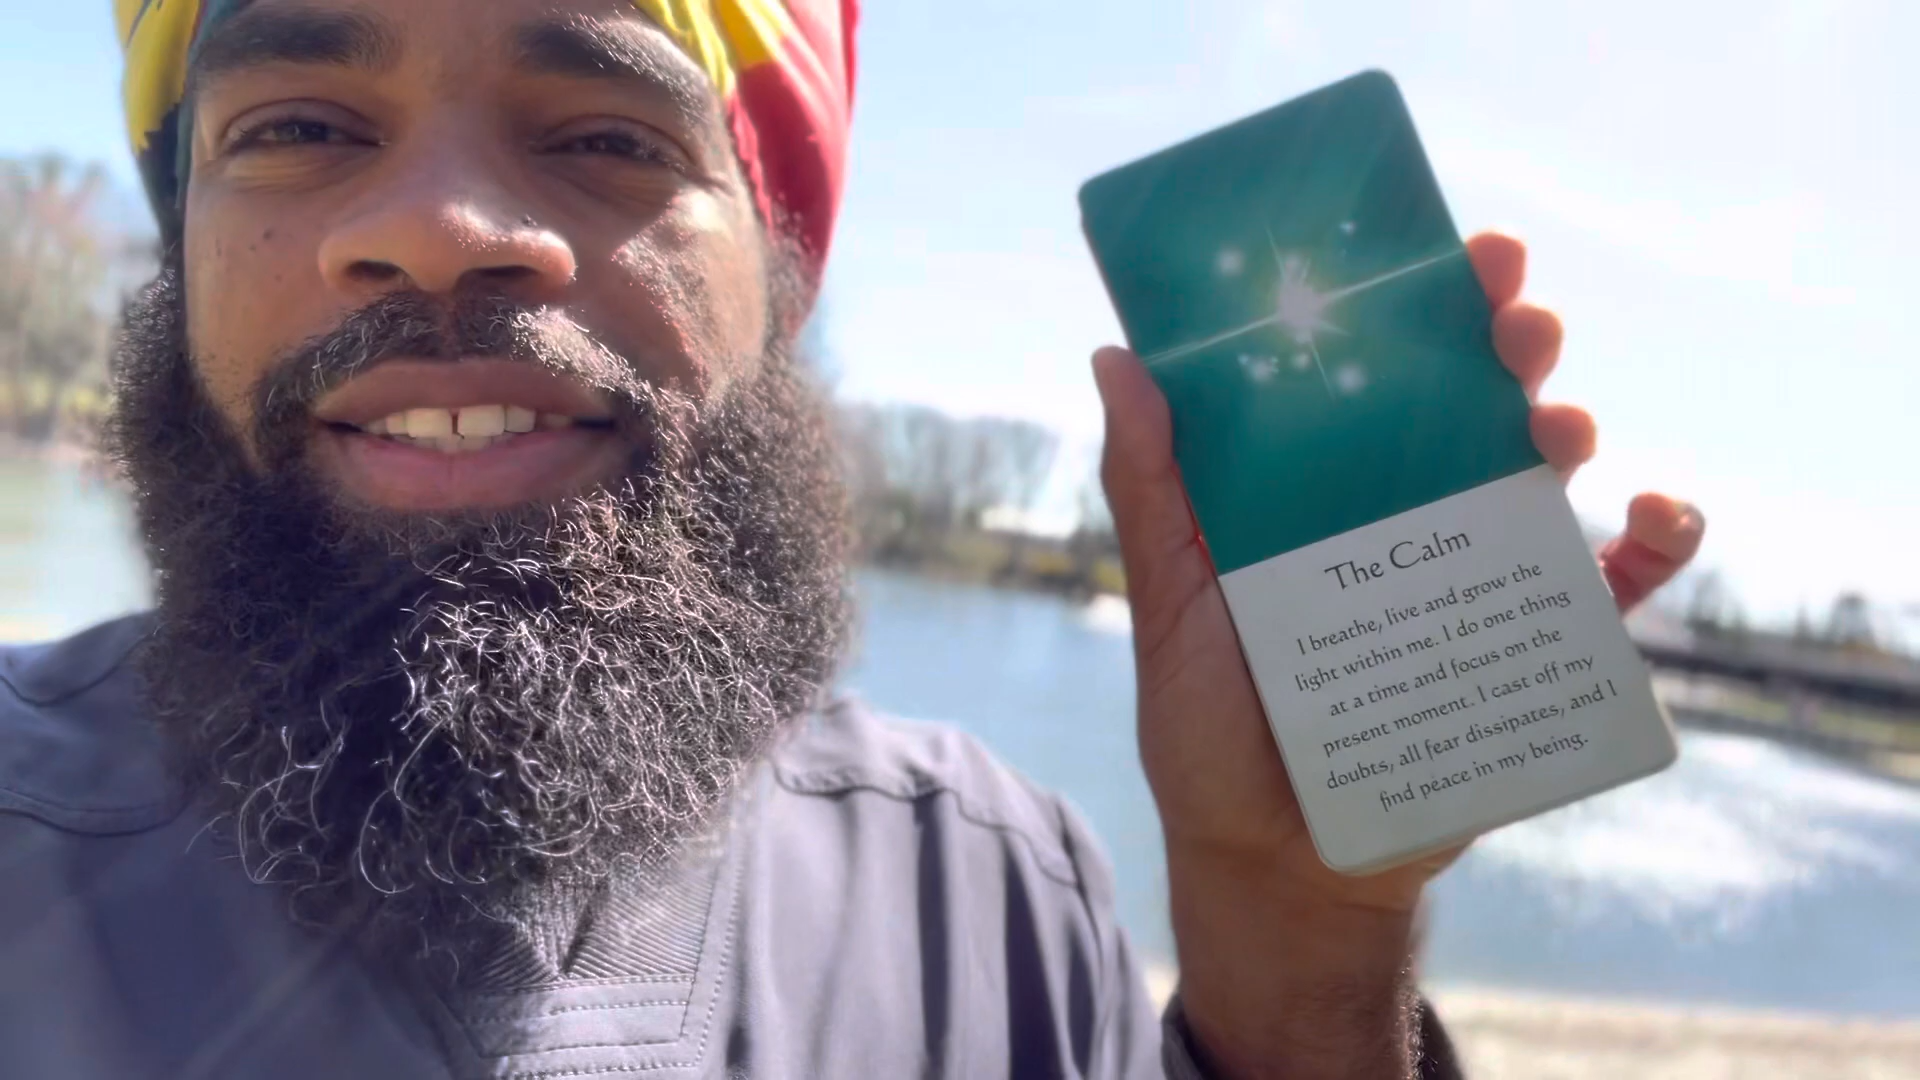 The Calm
I breathe, live and grow the
light within me. I do one thing
at a time and focus on the
present moment. I cast off my
doubts, all fear dissipates, and I
find peace in my being.